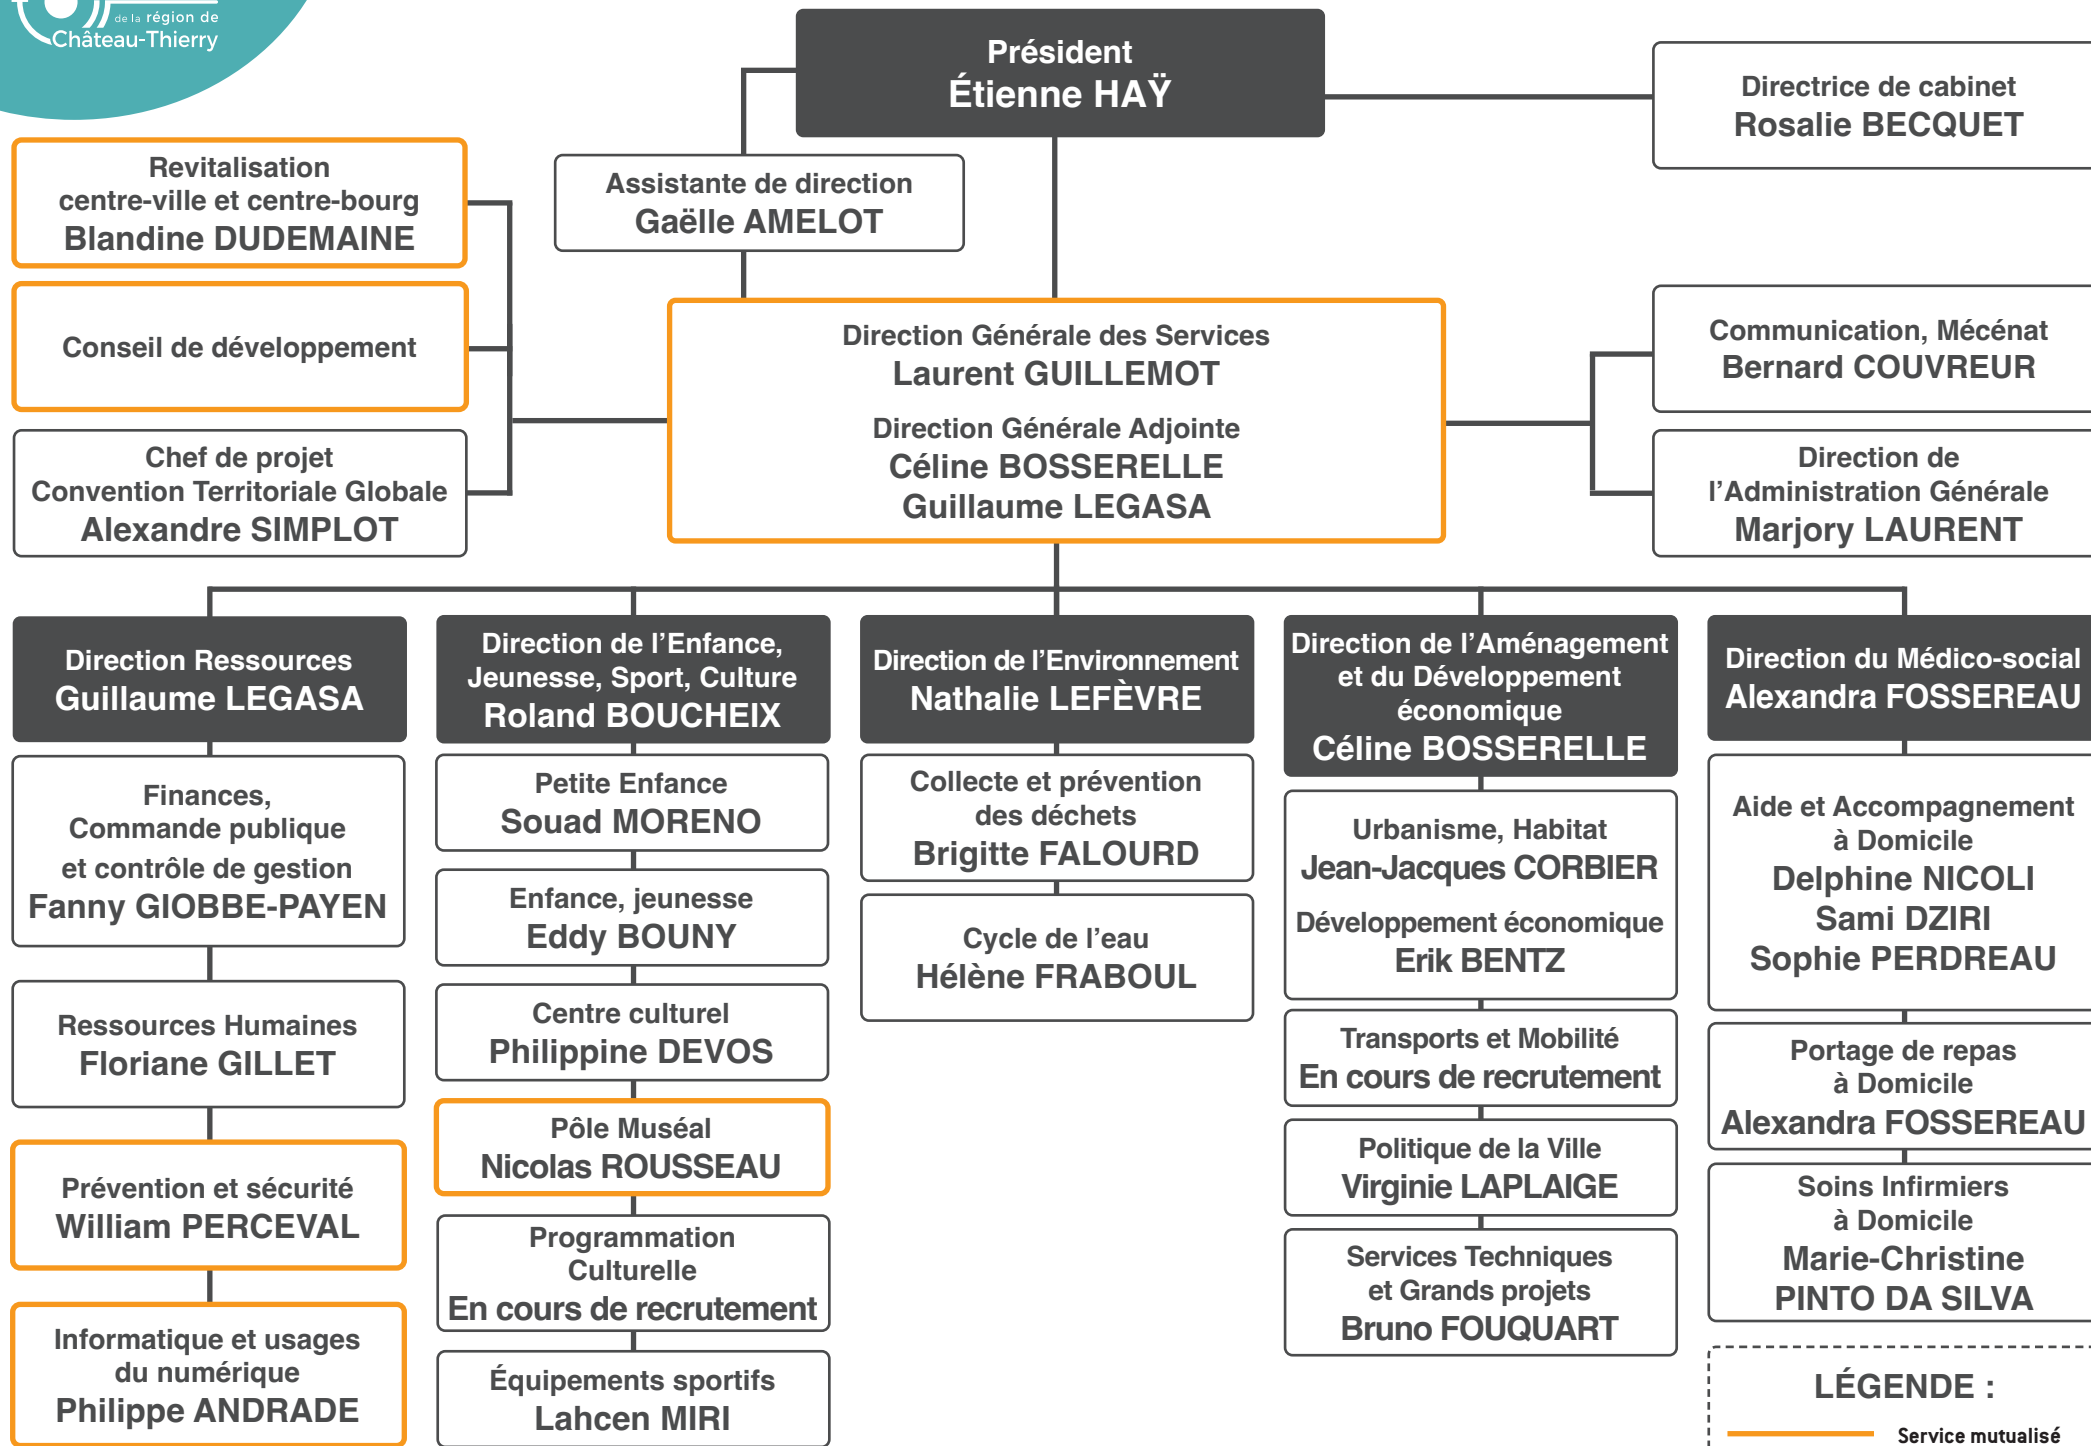 de la région de
Château-Thierry
Président
Étienne HAŸ
Directrice de cabinet
Rosalie BECQUET
Assistante de direction
Gaëlle AMELOT
Revitalisation
centre-ville et centre-bourg
Blandine DUDEMAINE
Conseil de développement
Chef de projet
Convention Territoriale Globale
Alexandre SIMPLOT
Direction Générale des Services
Laurent GUILLEMOT
Direction Générale Adjointe
Céline BOSSERELLE
Guillaume LEGASA
Communication, Mécénat
Bernard COUVREUR
Direction de
l'Administration Générale
Marjory LAURENT
Direction Ressources
Guillaume LEGASA
Finances,
Commande publique
et contrôle de gestion
Fanny GIOBBE-PAYEN
Ressources Humaines
Floriane GILLET
Prévention et sécurité
William PERCEVAL
Informatique et usages
du numérique
Philippe ANDRADE
Direction de l'Enfance,
Jeunesse, Sport, Culture
Roland BOUCHEIX
Petite Enfance
Souad MORENO
Enfance, jeunesse
Eddy BOUNY
Centre culturel
Philippine DEVOS
Pôle Muséal
Nicolas ROUSSEAU
Programmation
Culturelle
En cours de recrutement
Équipements sportifs
Lahcen MIRI
Direction de l'Environnement
Nathalie LEFÈVRE
Collecte et prévention
des déchets
Brigitte FALOURD
Cycle de l'eau
Hélène FRABOUL
Direction de l'Aménagement
et du Développement
économique
Céline BOSSERELLE
Urbanisme, Habitat
Jean-Jacques CORBIER
Développement économique
Erik BENTZ
Transports et Mobilité
En cours de recrutement
Politique de la Ville
Virginie LAPLAIGE
Services Techniques
et Grands projets
Bruno FOUQUART
Direction du Médico-social
Alexandra FOSSEREAU
Aide et Accompagnement
à Domicile
Delphine NICOLI
Sami DZIRI
Sophie PERDREAU
Portage de repas
à Domicile
Alexandra FOSSEREAU
Soins Infirmiers
à Domicile
Marie-Christine
PINTO DA SILVA
LÉGENDE :
Service mutualisé